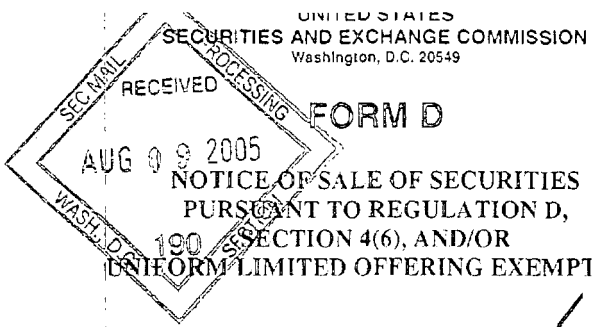 UNITED STATES
SECURITIES AND EXCHANGE COMMISSION
Washington, D.C. 20549
FORM D
NOTICE OF SALE OF SECURITIES
PURSUANT TO REGULATION D,
SECTION 4(6), AND/OR
UNIFORM LIMITED OFFERING EXEMPT
SEC MAIL PROCESSING
RECEIVED
AUG 09 2005
WASH, D.C. 190 SECTION